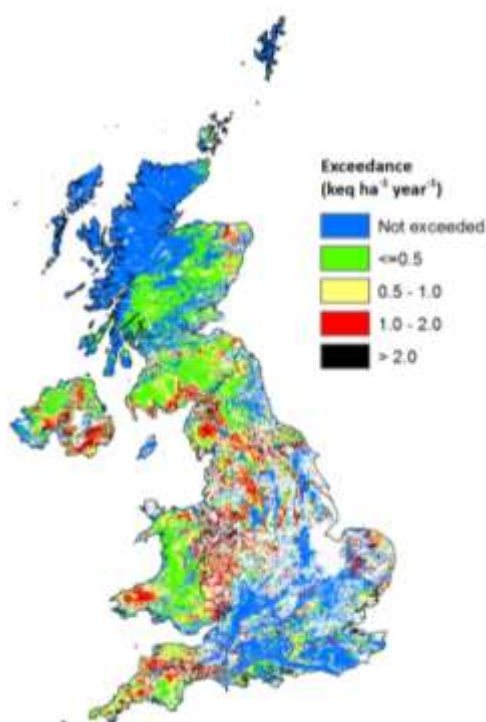 Exceedance
(keq ha⁻¹ year⁻¹)
Not exceeded
<=0.5
0.5 - 1.0
1.0 - 2.0
> 2.0